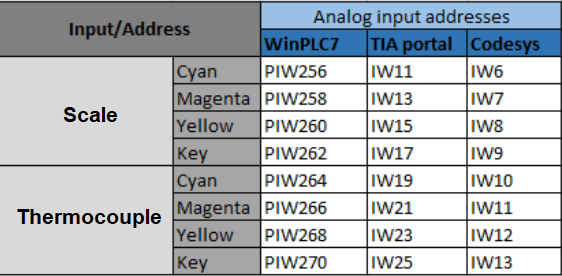 Input/Address
Analog input addresses
WinPLC7 TIA portal Codesys
Scale
Cyan PIW256 IW11 IW6
Magenta PIW258 IW13 IW7
Yellow PIW260 IW15 IW8
Key PIW262 IW17 IW9
Thermocouple
Cyan PIW264 IW19 IW10
Magenta PIW266 IW21 IW11
Yellow PIW268 IW23 IW12
Key PIW270 IW25 IW13